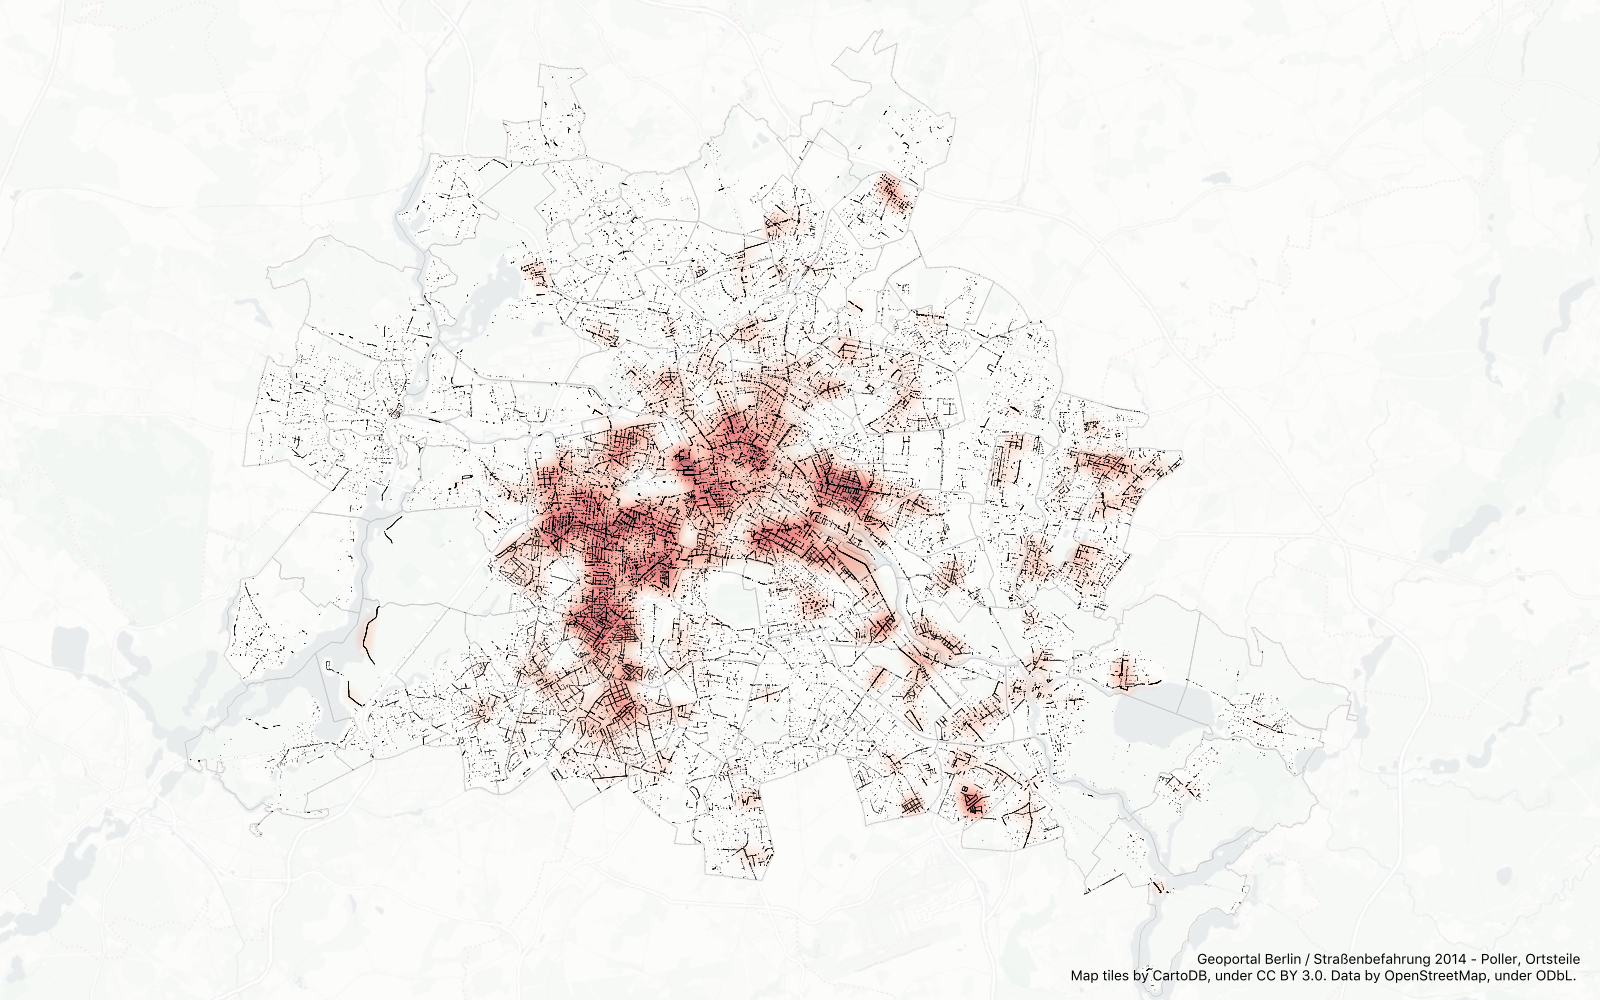 Geoportal Berlin / Straßenbefahrung 2014 - Poller, Ortsteile
Map tiles by CartoDB, under CC BY 3.0. Data by OpenStreetMap, under ODbL.